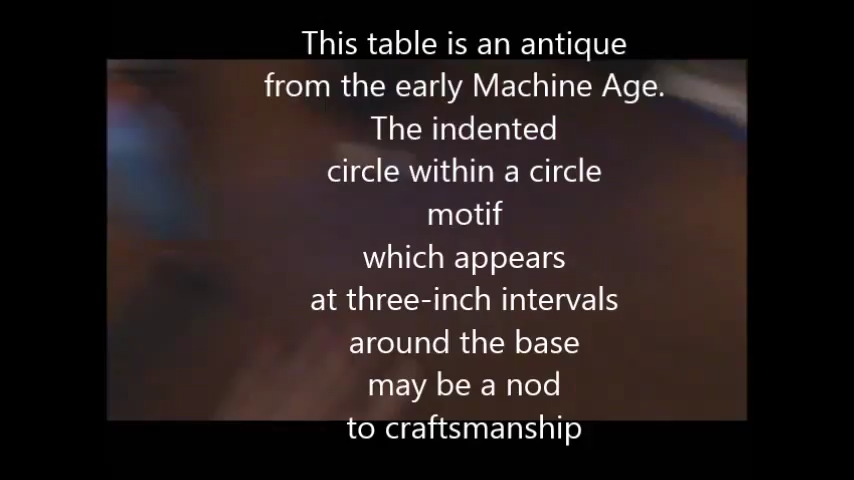 This table is an antique
from the early Machine Age.
The indented
circle within a circle
motif
which appears
at three-inch intervals
around the base
may be a nod
to craftsmanship